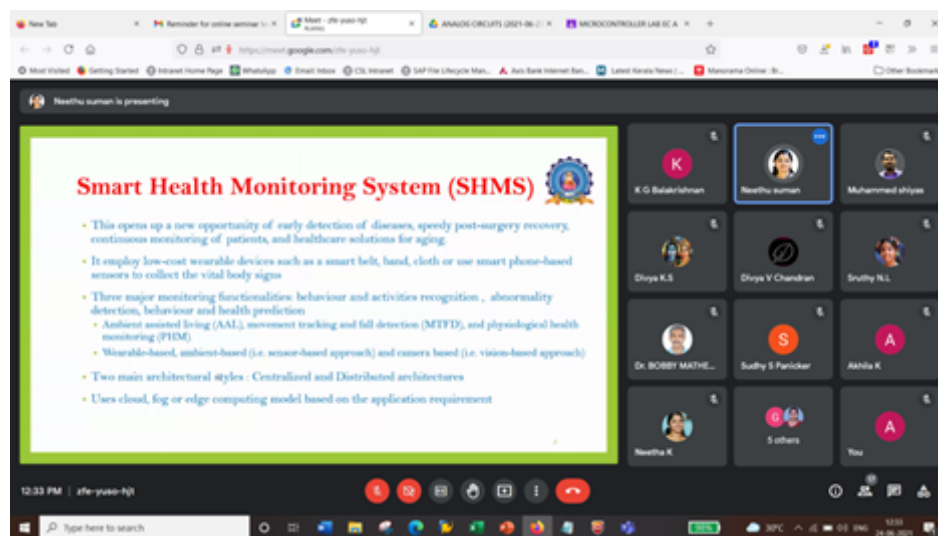 New Tab
Reminder for online seminar
Meet - zfe-yuso-hjt
PLAYING
ANALOG CIRCUITS (2021-06-2
MICROCONTROLLER LAB EC A
https://meet.google.com/zfe-yuso-hjt
Most Visited
Getting Started
Intranet Home Page
WhatsApp
Email Inbox
CSL Intranet
SAP File Lifecycle Man...
Axis Bank Internet Ban...
Latest Kerala News |...
Manorama Online
Other Bookmark
Neethu suman is presenting
Smart Health Monitoring System (SHMS)
• This opens up a new opportunity of early detection of diseases, speedy post-surgery recovery,
continuous monitoring of patients, and healthcare solutions for aging.
• It employ low-cost wearable devices such as a smart belt, band, cloth or use smart phone-based
sensors to collect the vital body signs
• Three major monitoring functionalities: behaviour and activities recognition , abnormality
detection, behaviour and health prediction
• Ambient assisted living (AAL), movement tracking and fall detection (MTFD), and physiological health
monitoring (PHM)
• Wearable-based, ambient-based (i.e. sensor-based approach) and camera based (i.e. vision-based approach)
• Two main architectural styles : Centralized and Distributed architectures
• Uses cloud, fog or edge computing model based on the application requirement
K
K G Balakrishnan
Neethu suman
Muhammed shiyas
Divya K.S
Divya V Chandran
Sruthy N.L
Dr. BOBBY MATHE...
S
Sudhy S Panicker
A
Akhila K
Neetha K
G
5 others
A
You
12:33 PM | zfe-yuso-hjt
Type here to search
30°C
ENG
12:33
24-06-2021